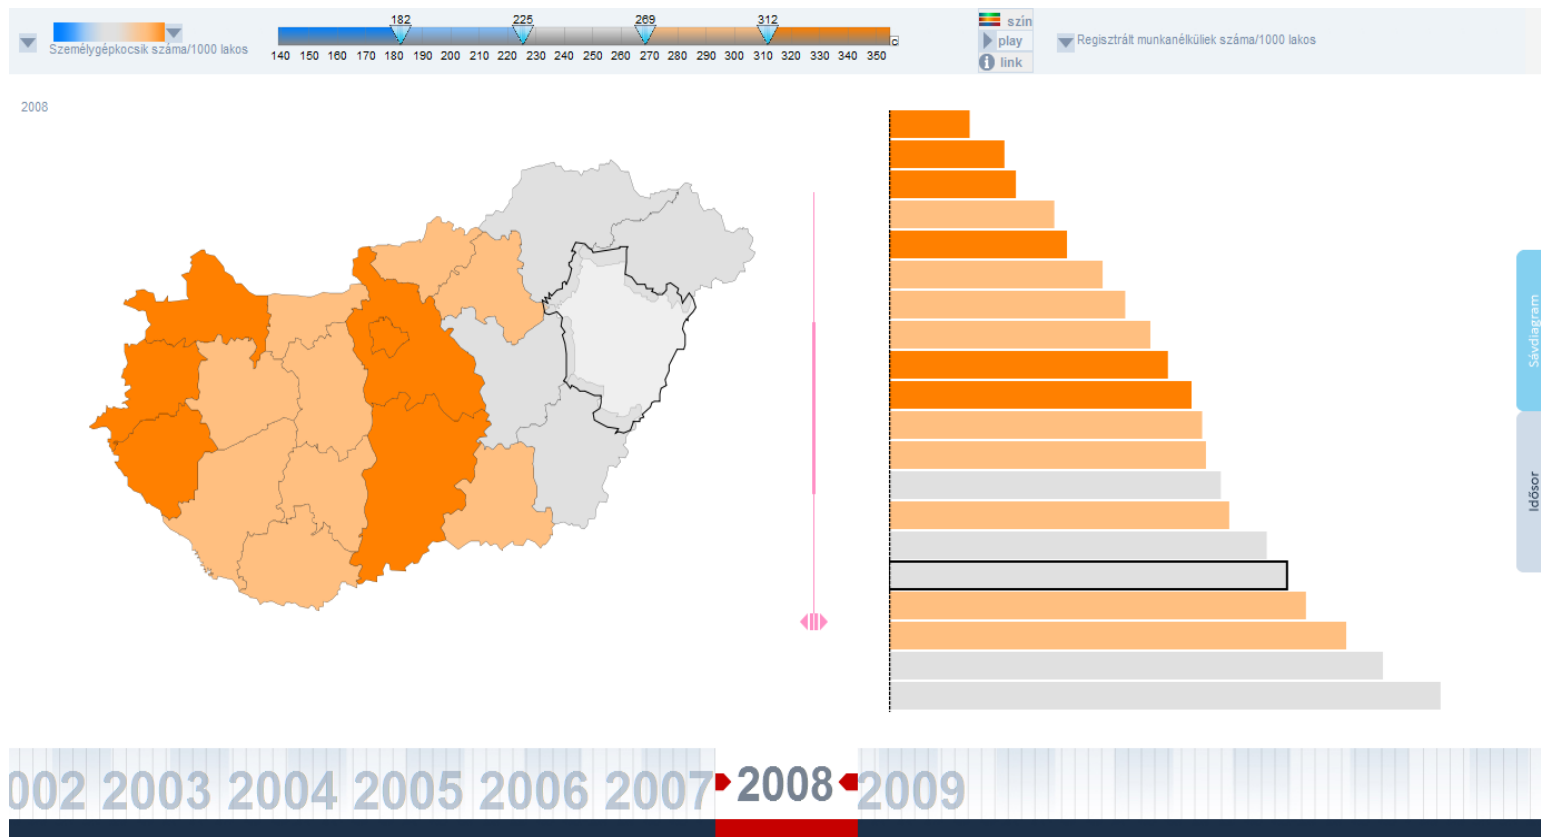 182 225 269 312
Személygépkocsik száma/1000 lakos
140 150 160 170 180 190 200 210 220 230 240 250 260 270 280 290 300 310 320 330 340 350
c
szín
play
link
Regisztrált munkanélküliek száma/1000 lakos
2008
Sávdiagram
Idősor
002 2003 2004 2005 2006 2007 2008 2009